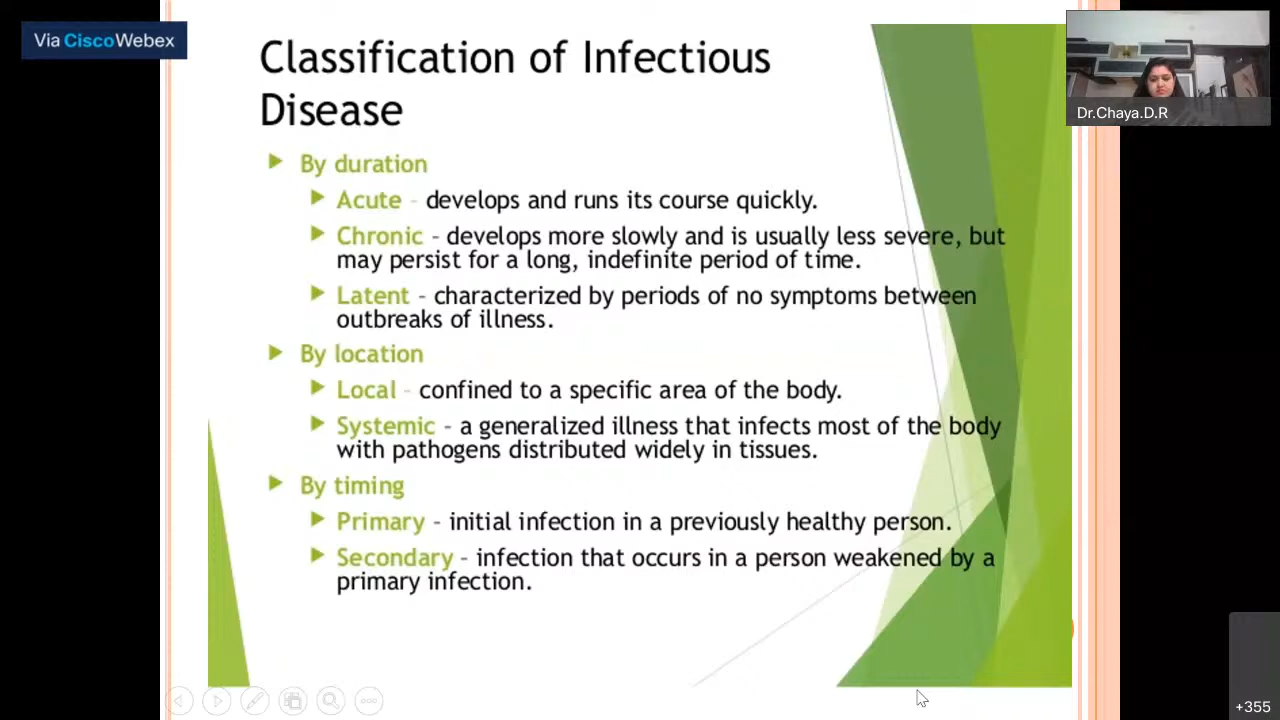 Via Cisco Webex
Dr.Chaya.D.R
Classification of Infectious
Disease
By duration
Acute – develops and runs its course quickly.
Chronic – develops more slowly and is usually less severe, but
may persist for a long, indefinite period of time.
Latent – characterized by periods of no symptoms between
outbreaks of illness.
By location
Local – confined to a specific area of the body.
Systemic – a generalized illness that infects most of the body
with pathogens distributed widely in tissues.
By timing
Primary – initial infection in a previously healthy person.
Secondary – infection that occurs in a person weakened by a
primary infection.
+355